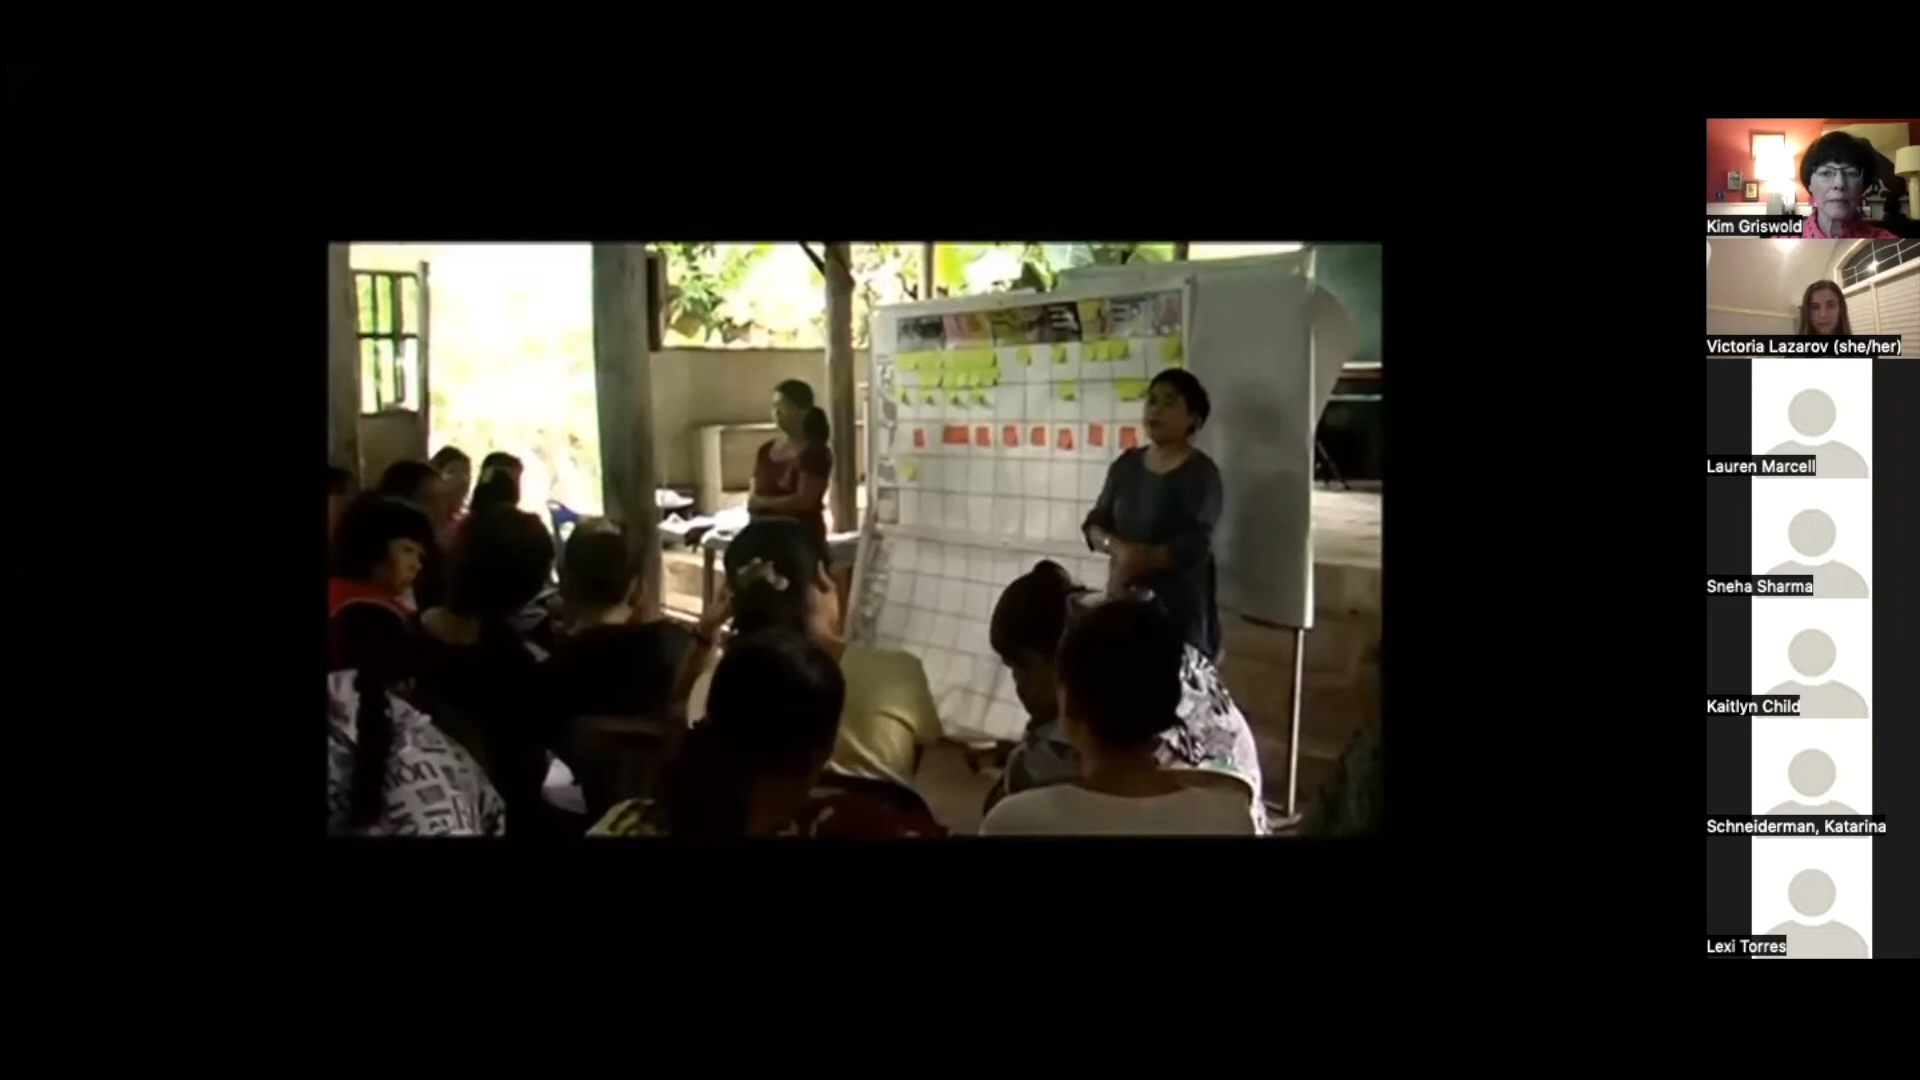 Kim Griswold
Victoria Lazarov (she/her)
Lauren Marcell
Sneha Sharma
Kaitlyn Child
Schneiderman, Katarina
Lexi Torres